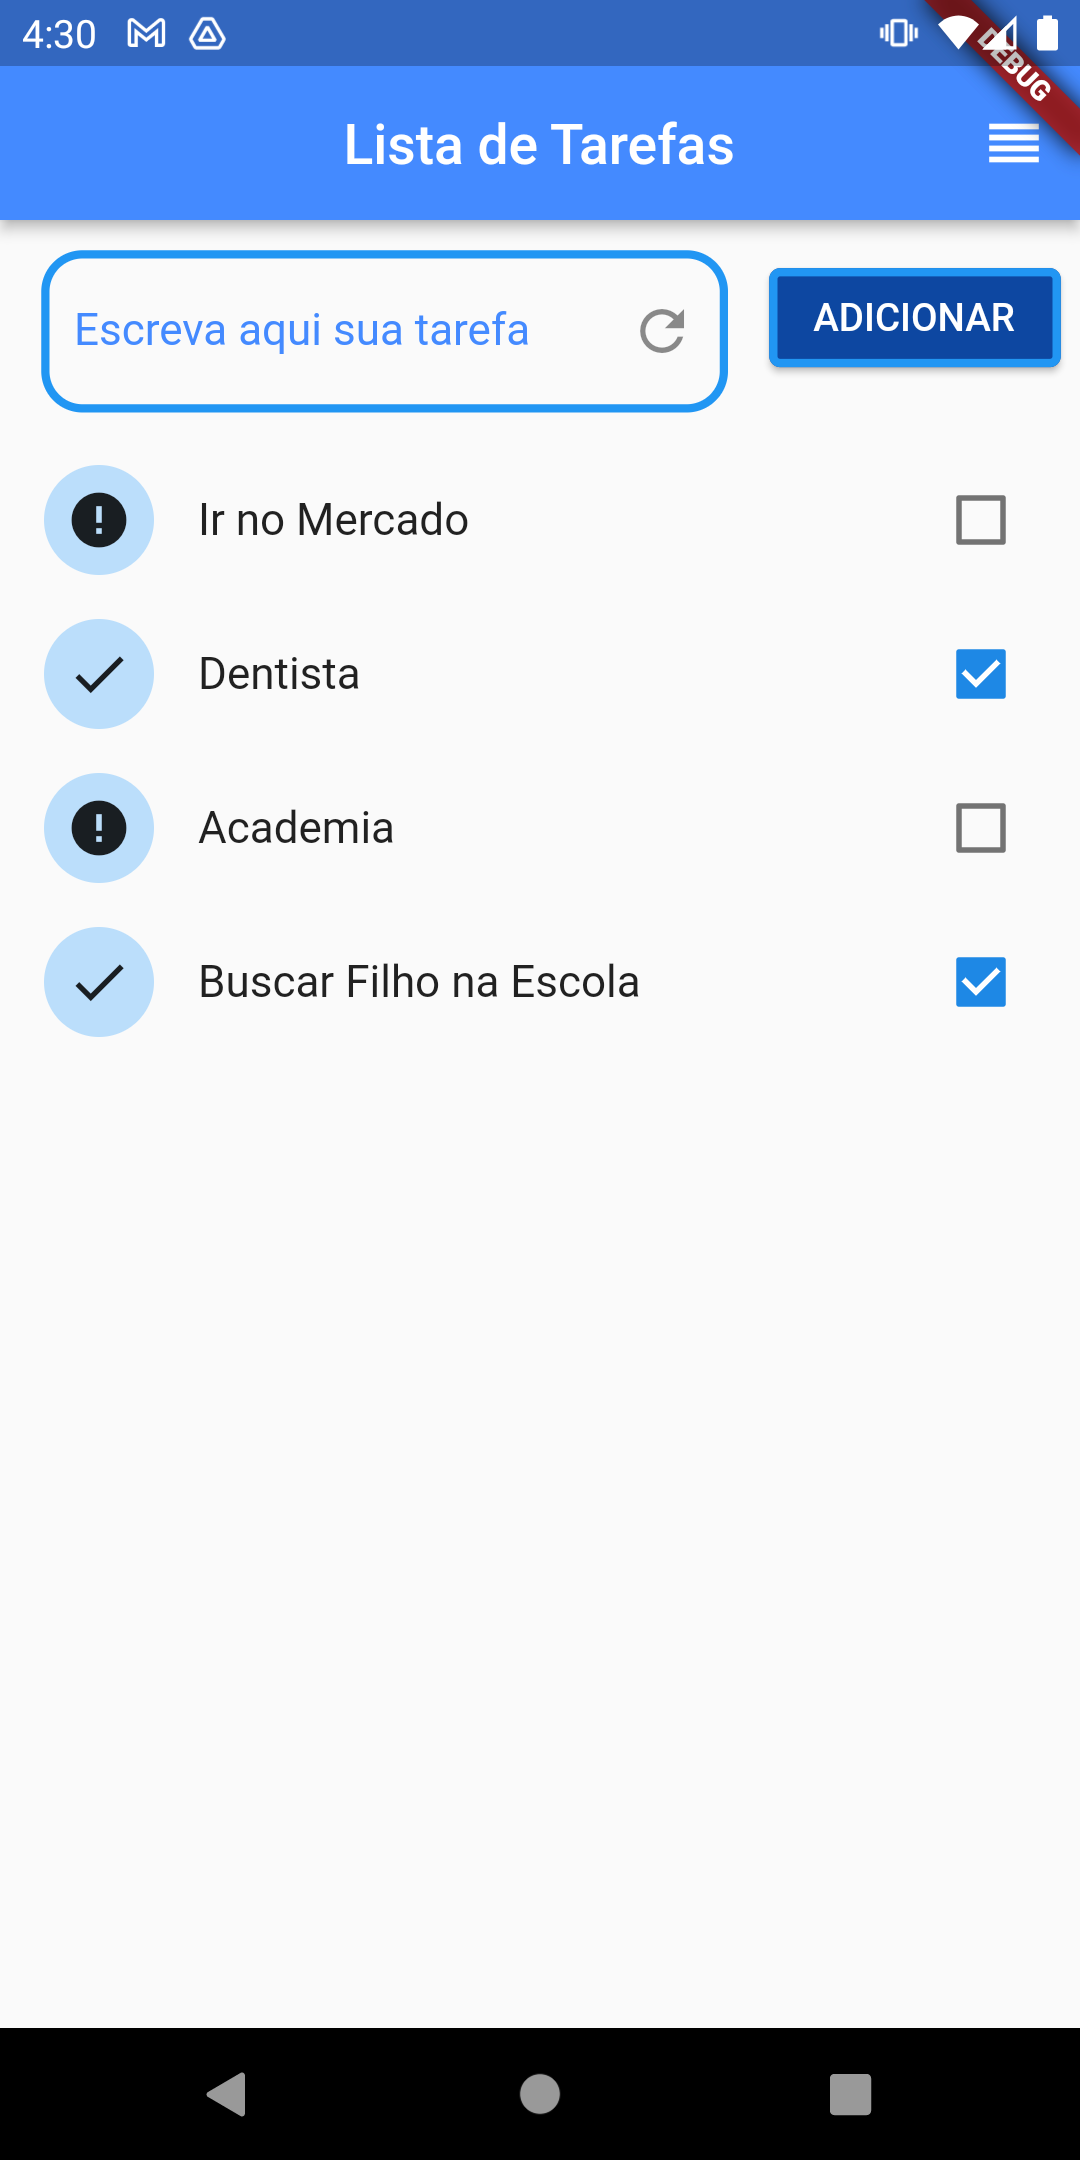 4:30
DEBUG
Lista de Tarefas
Escreva aqui sua tarefa
ADICIONAR
Ir no Mercado
Dentista
Academia
Buscar Filho na Escola